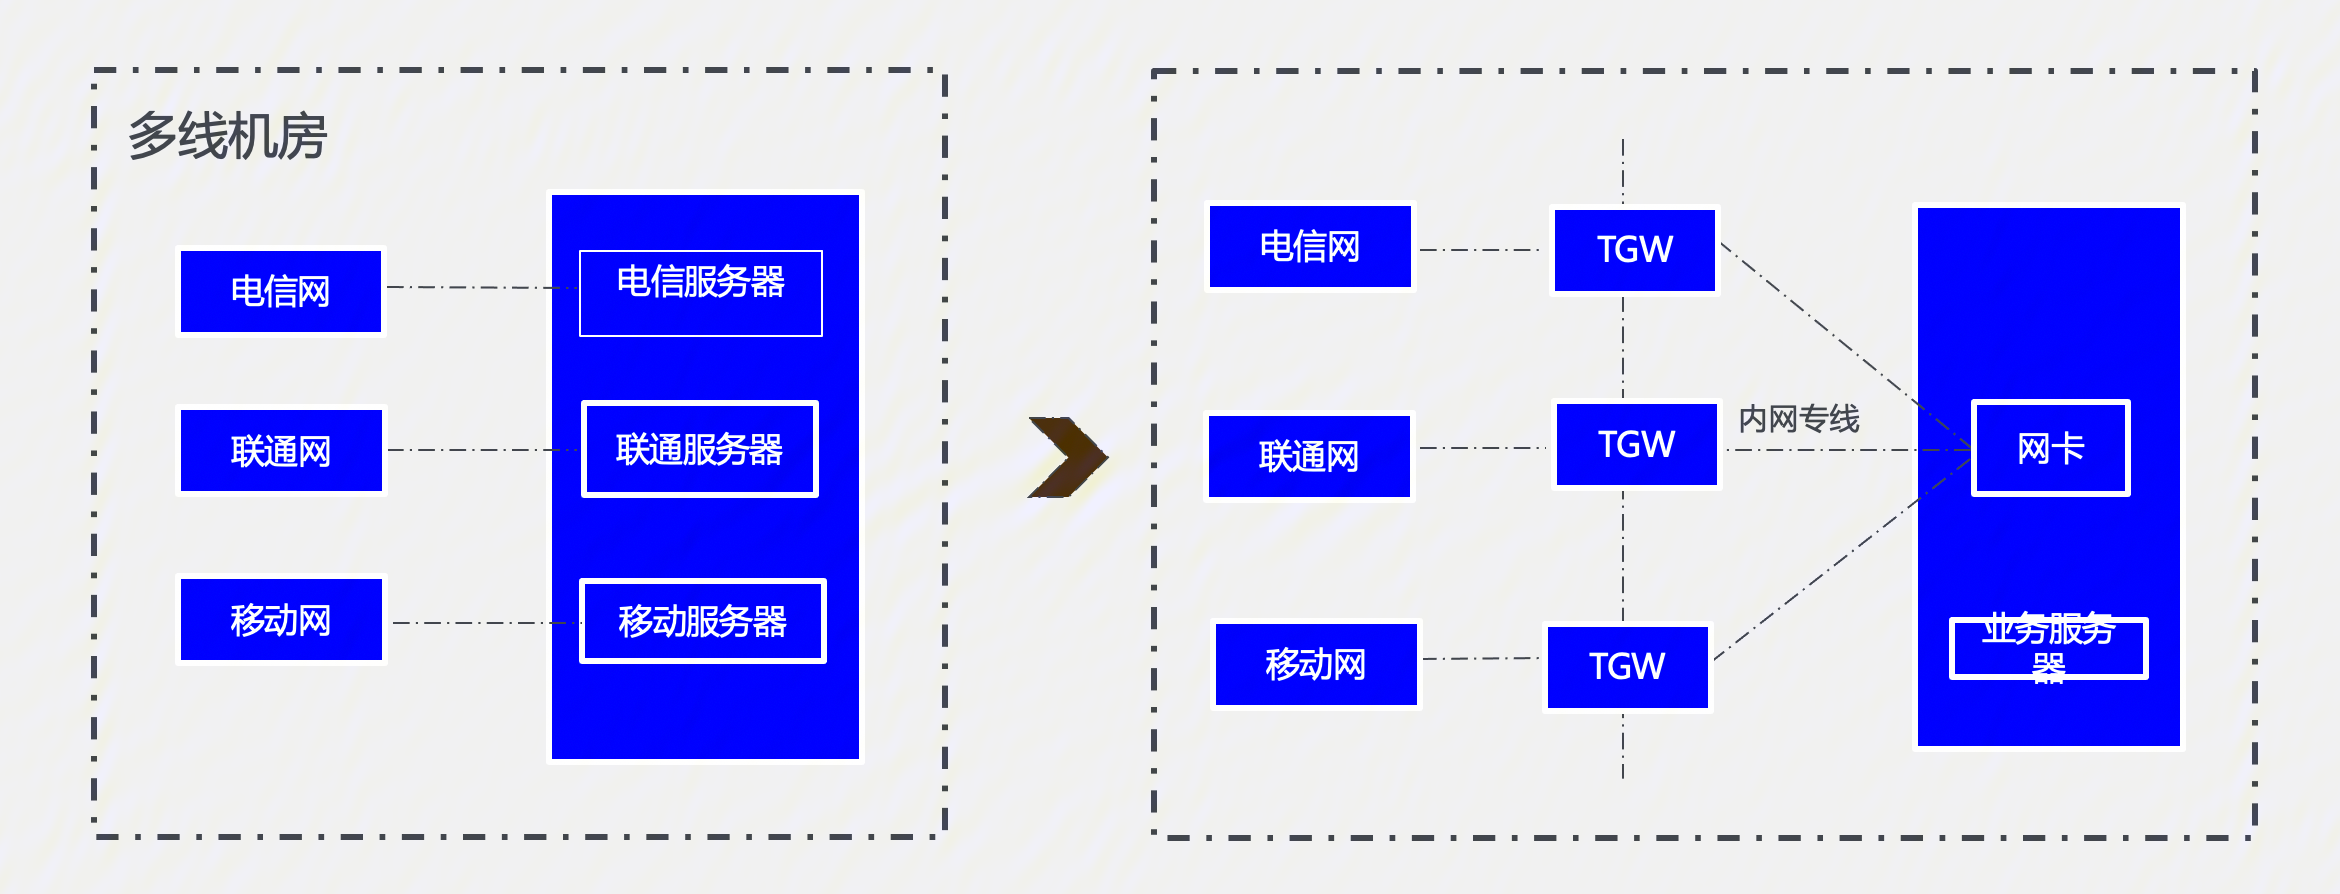 多线机房
电信网
电信服务器
联通网
联通服务器
移动网
移动服务器
电信网
TGW
联通网
TGW
内网专线
网卡
移动网
TGW
业务服务
器